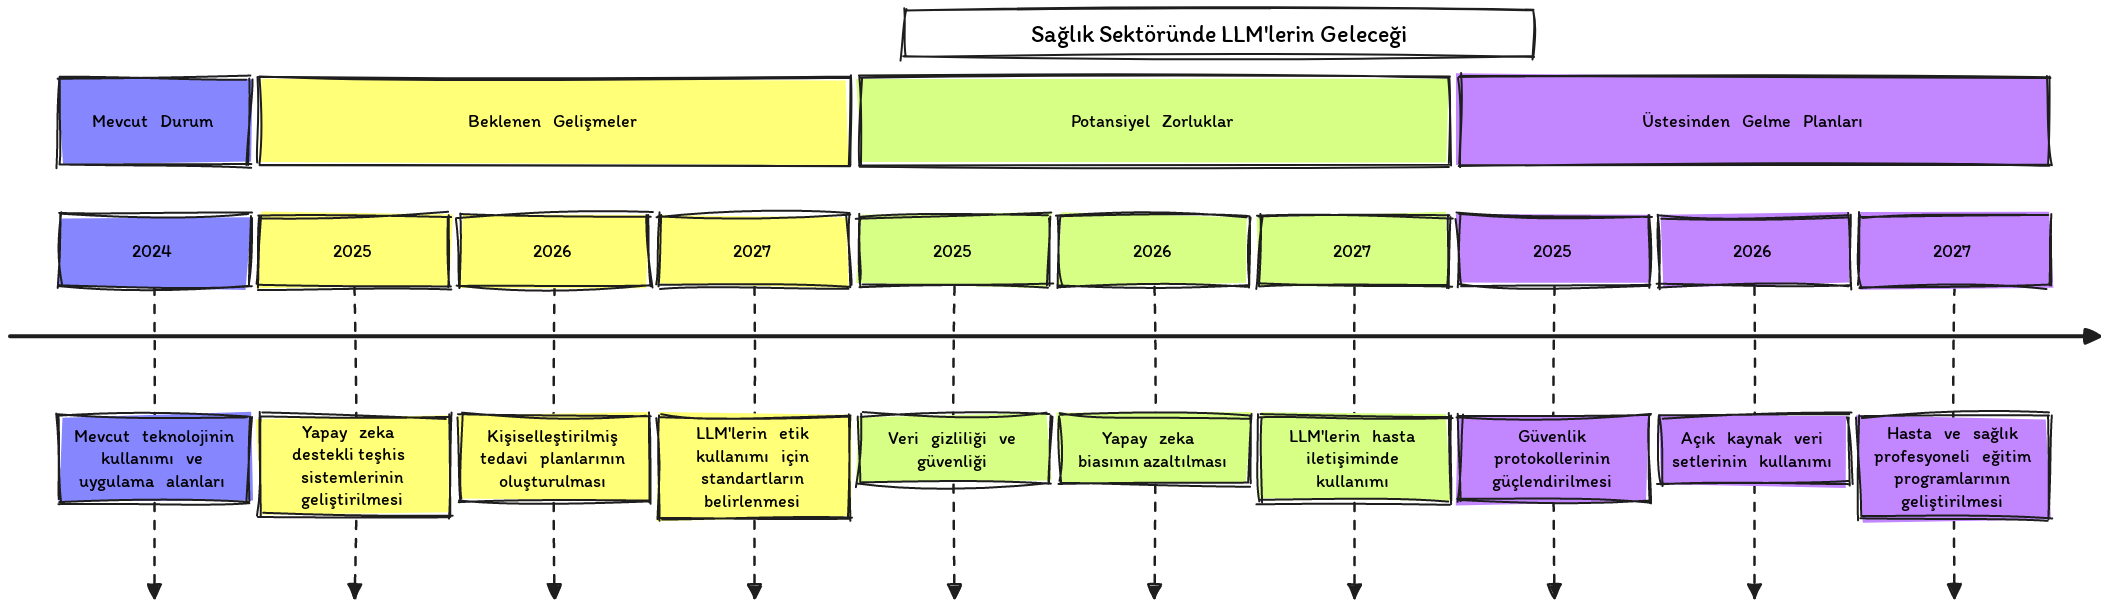 Sağlık Sektöründe LLM'lerin Geleceği
Mevcut Durum
Beklenen Gelişmeler
Potansiyel Zorluklar
Üstesinden Gelme Planları
2024
2025
2026
2027
2025
2026
2027
2025
2026
2027
Mevcut teknolojinin
kullanımı ve
uygulama alanları
Yapay zeka
destekli teşhis
sistemlerinin
geliştirilmesi
Kişiselleştirilmiş
tedavi planlarının
oluşturulması
LLM'lerin etik
kullanımı için
standartların
belirlenmesi
Veri gizliliği ve
güvenliği
Yapay zeka
biasının azaltılması
LLM'lerin hasta
iletişiminde
kullanımı
Güvenlik
protokollerinin
güçlendirilmesi
Açık kaynak veri
setlerinin kullanımı
Hasta ve sağlık
profesyoneli eğitim
programlarının
geliştirilmesi